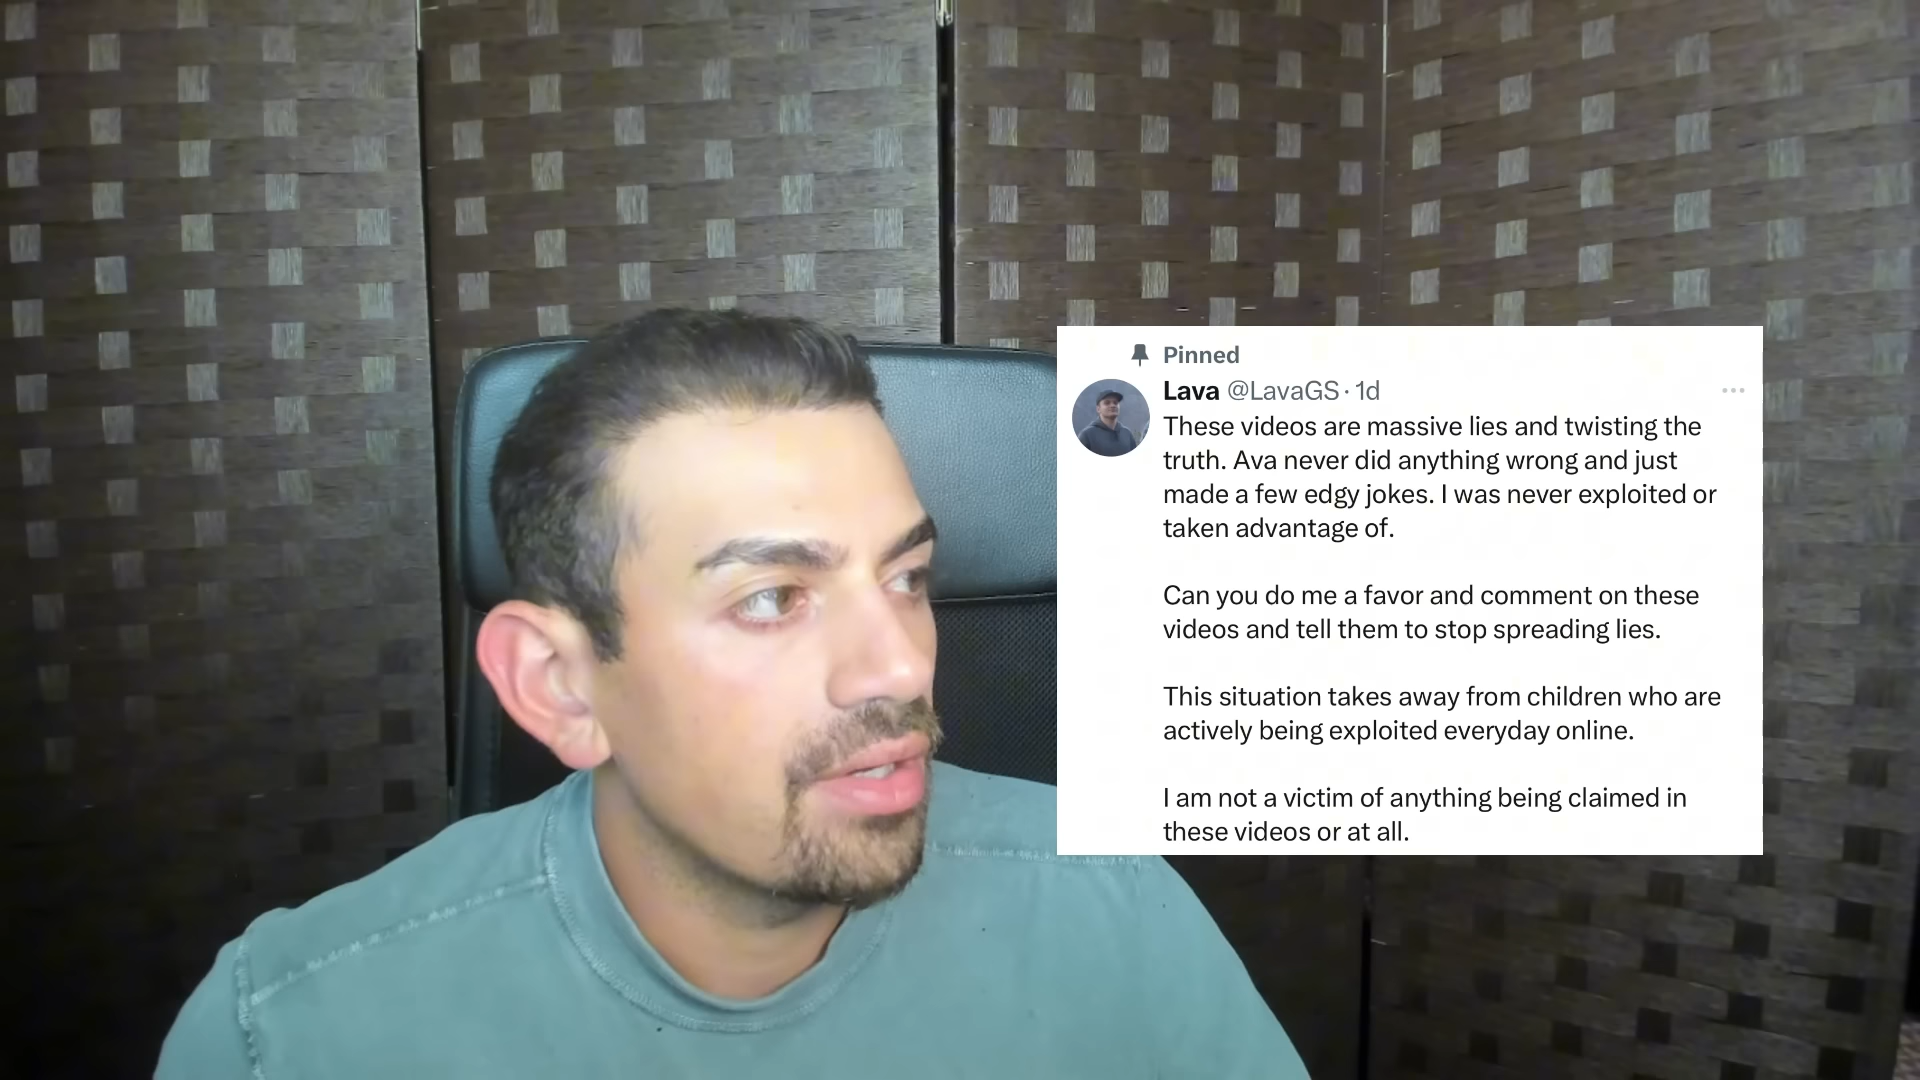 Pinned
Lava @LavaGS · 1d
These videos are massive lies and twisting the
truth. Ava never did anything wrong and just
made a few edgy jokes. I was never exploited or
taken advantage of.
Can you do me a favor and comment on these
videos and tell them to stop spreading lies.
This situation takes away from children who are
actively being exploited everyday online.
I am not a victim of anything being claimed in
these videos or at all.